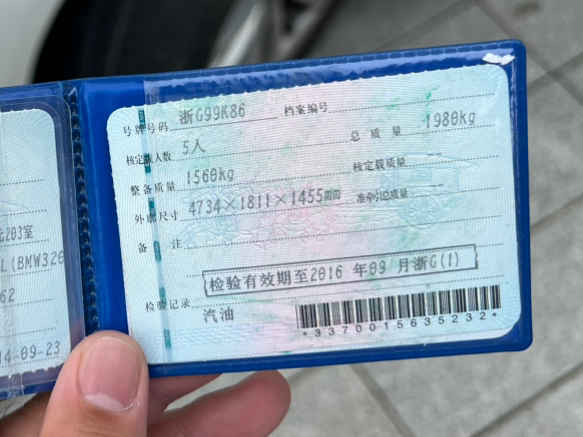 号牌号码 浙G99K86 档案编号
核定载人数 5人 总质量 1980kg
整备质量 1560kg 核定载质量
外廓尺寸 4734×1811×1455mm 准牵引总质量
备注
检验有效期至2016年09月浙G(1)
检验记录 汽油
*3370015635232*
203室
L(BMW320
62
4-09-23